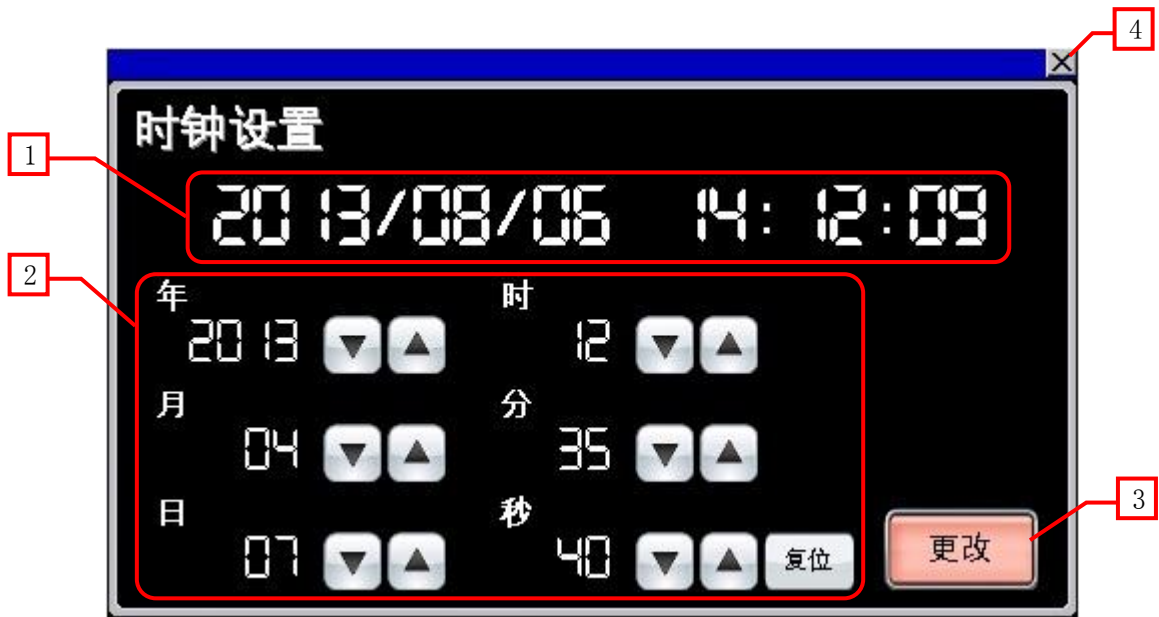 4
时钟设置
1
2013/08/06 14:12:09
2
年 时
2013 ▼ ▲ 12 ▼ ▲
月 分
04 ▼ ▲ 35 ▼ ▲
日 秒
3
07 ▼ ▲ 40 ▼ ▲ 复位 更改